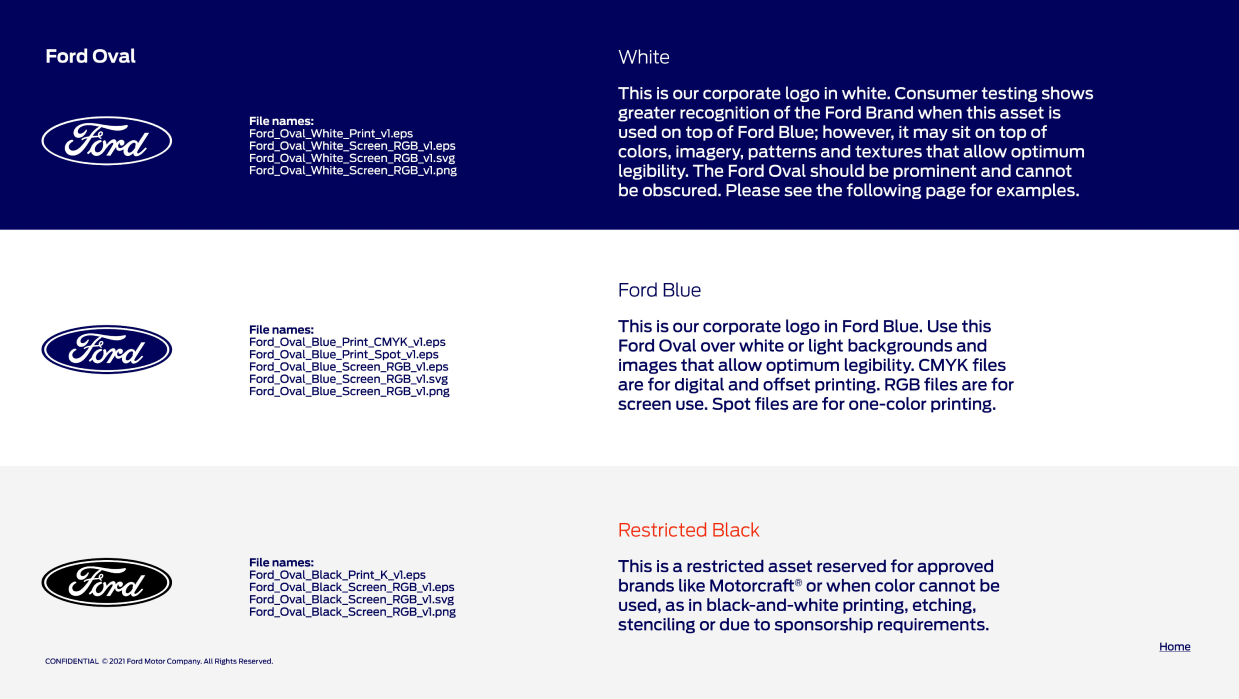 Ford Oval
Ford
File names:
Ford_Oval_White_Print_v1.eps
Ford_Oval_White_Screen_RGB_v1.eps
Ford_Oval_White_Screen_RGB_v1.svg
Ford_Oval_White_Screen_RGB_v1.png
White
This is our corporate logo in white. Consumer testing shows
greater recognition of the Ford Brand when this asset is
used on top of Ford Blue; however, it may sit on top of
colors, imagery, patterns and textures that allow optimum
legibility. The Ford Oval should be prominent and cannot
be obscured. Please see the following page for examples.
Ford
File names:
Ford_Oval_Blue_Print_CMYK_v1.eps
Ford_Oval_Blue_Print_Spot_v1.eps
Ford_Oval_Blue_Screen_RGB_v1.eps
Ford_Oval_Blue_Screen_RGB_v1.svg
Ford_Oval_Blue_Screen_RGB_v1.png
Ford Blue
This is our corporate logo in Ford Blue. Use this
Ford Oval over white or light backgrounds and
images that allow optimum legibility. CMYK files
are for digital and offset printing. RGB files are for
screen use. Spot files are for one-color printing.
Ford
File names:
Ford_Oval_Black_Print_K_v1.eps
Ford_Oval_Black_Screen_RGB_v1.eps
Ford_Oval_Black_Screen_RGB_v1.svg
Ford_Oval_Black_Screen_RGB_v1.png
Restricted Black
This is a restricted asset reserved for approved
brands like Motorcraft® or when color cannot be
used, as in black-and-white printing, etching,
stenciling or due to sponsorship requirements.
Home
CONFIDENTIAL © 2021 Ford Motor Company. All Rights Reserved.